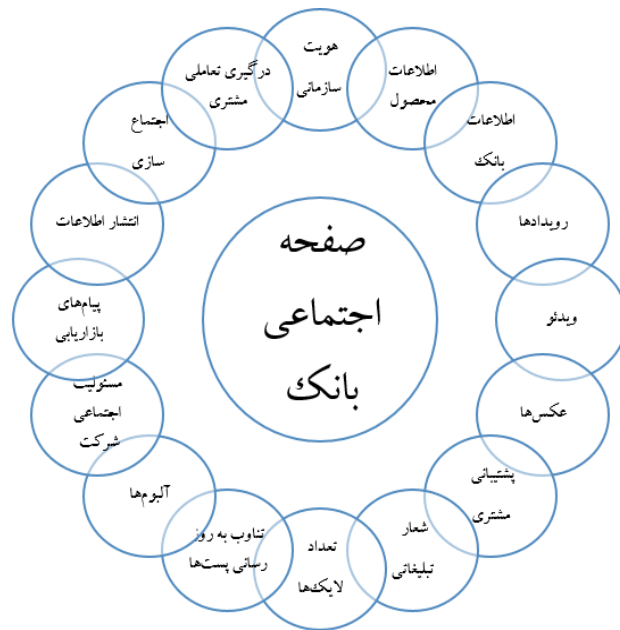 صفحه
اجتماعی
بانک
هویت
سازمانی
اطلاعات
محصول
اطلاعات
بانک
رویدادها
ویدئو
عکس‌ها
پشتیبانی
مشتری
شعار
تبلیغاتی
تعداد
لایک‌ها
تناوب به روز
رسانی پست‌ها
آلبوم‌ها
مسئولیت
اجتماعی
شرکت
پیام‌های
بازاریابی
انتشار اطلاعات
اجتماع
سازی
درگیری تعاملی
مشتری